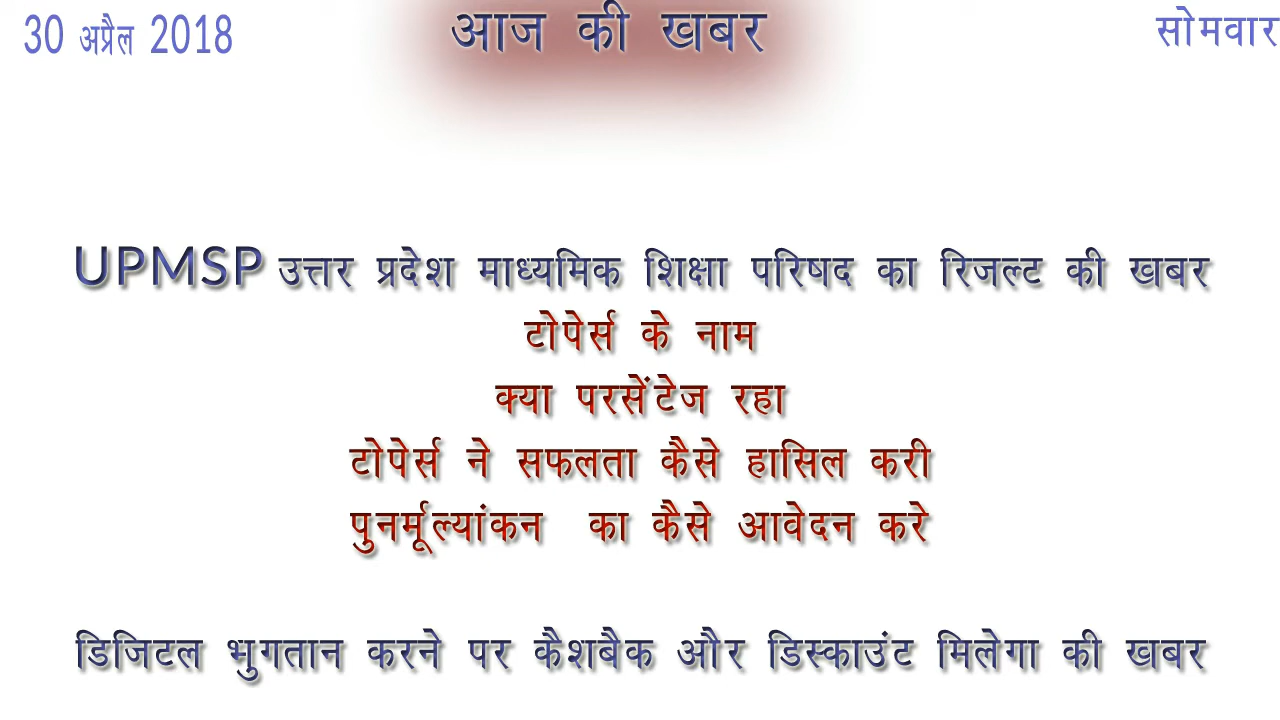 30 अप्रैल 2018 आज की खबर सोमवार
UPMSP उत्तर प्रदेश माध्यमिक शिक्षा परिषद का रिजल्ट की खबर
टोपेर्स के नाम
क्या परसेंटेज रहा
टोपेर्स ने सफलता कैसे हासिल करी
पुनर्मूल्यांकन का कैसे आवेदन करे
डिजिटल भुगतान करने पर कैशबैक और डिस्काउंट मिलेगा की खबर